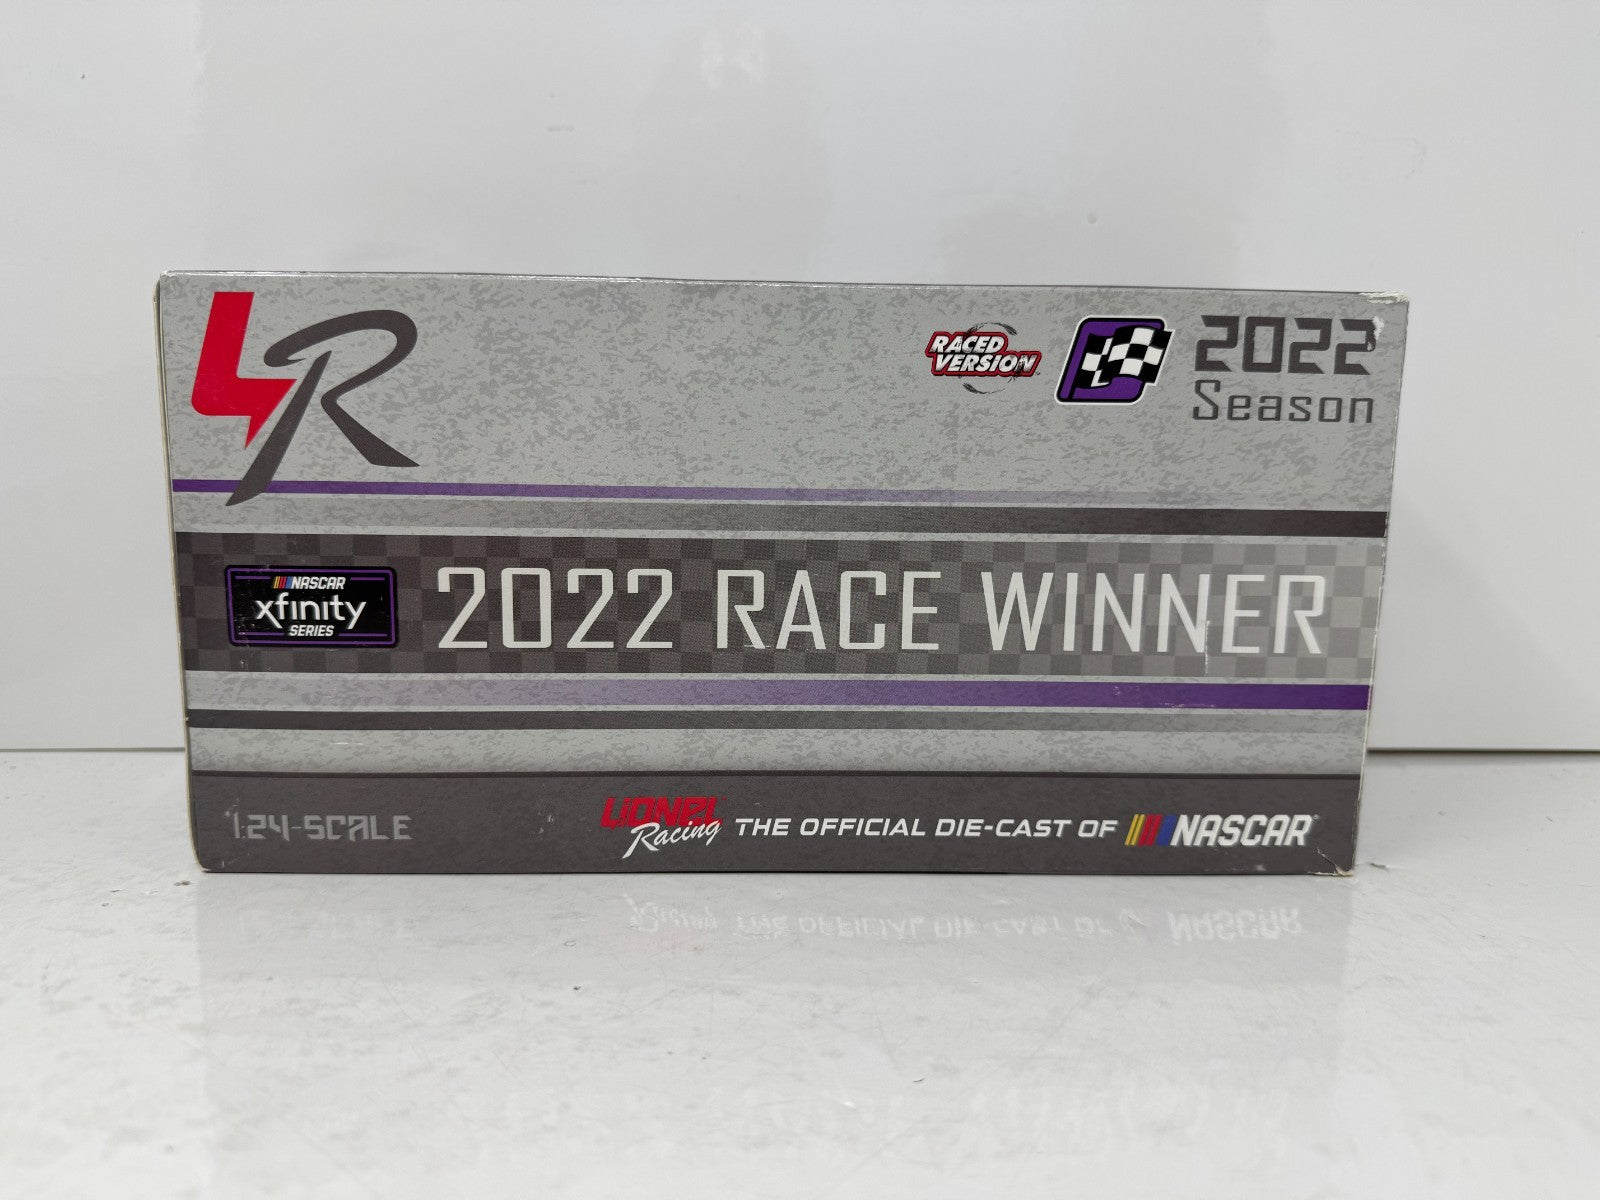 LR
RACED
VERSION
2022
Season
NASCAR
xfinity
SERIES
2022 RACE WINNER
1:24-SCALE
LIONEL
Racing
THE OFFICIAL DIE-CAST OF NASCAR